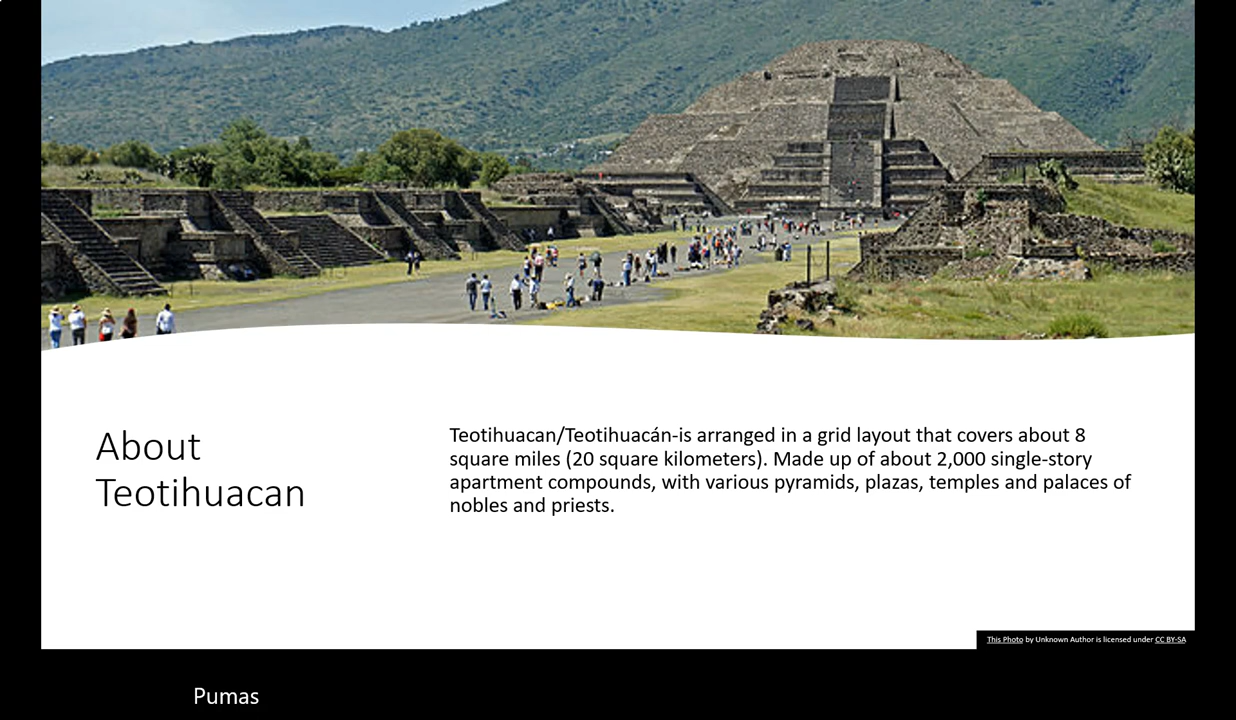 About
Teotihuacan
Teotihuacan/Teotihuacán-is arranged in a grid layout that covers about 8
square miles (20 square kilometers). Made up of about 2,000 single-story
apartment compounds, with various pyramids, plazas, temples and palaces of
nobles and priests.
This Photo by Unknown Author is licensed under CC BY-SA
Pumas